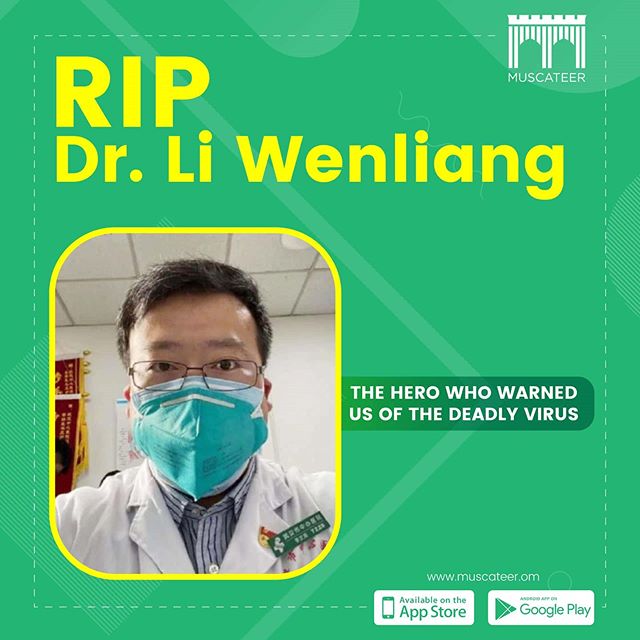 MUSCATEER
RIP
Dr. Li Wenliang
THE HERO WHO WARNED
US OF THE DEADLY VIRUS
www.muscateer.om
Available on the
App Store
ANDROID APP ON
Google Play